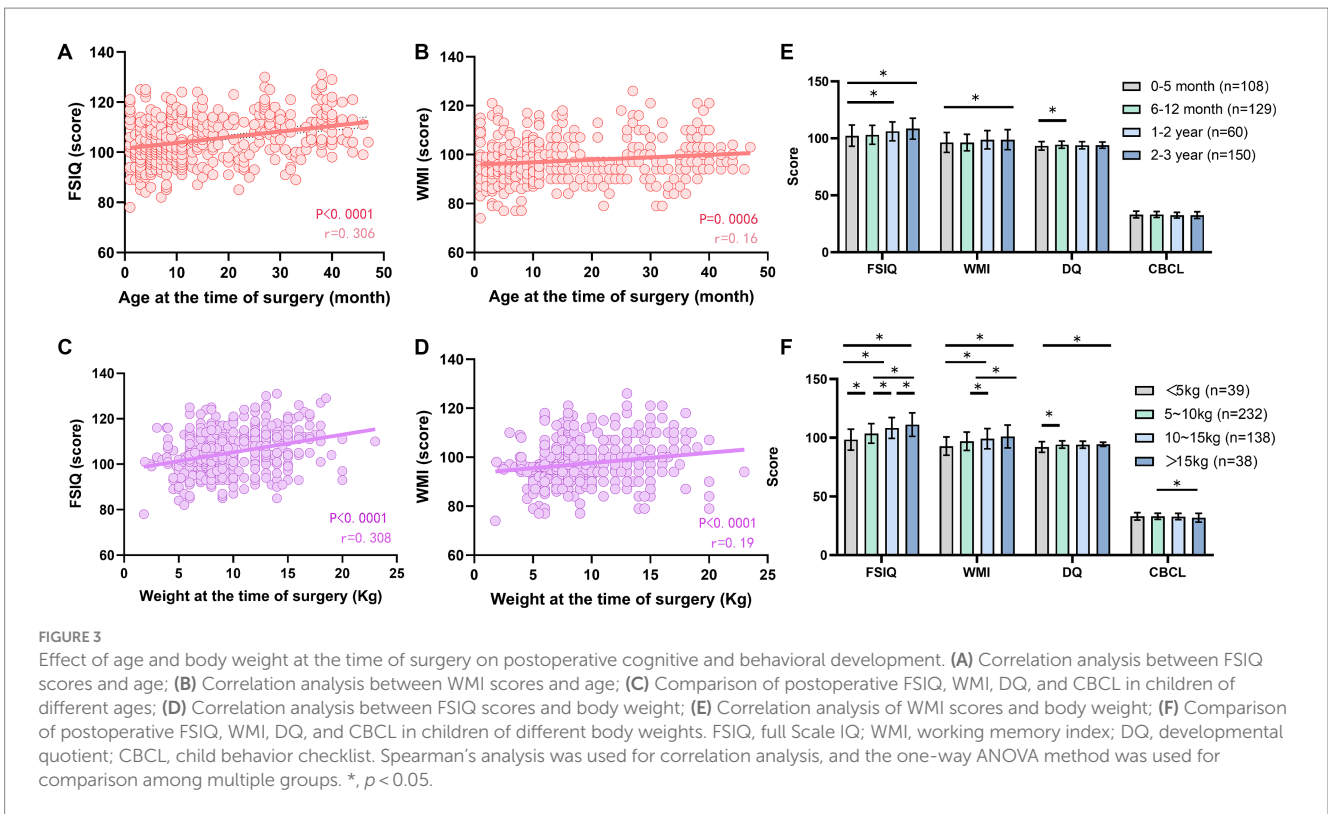 A
140
120
100
80
60
FSIQ (score)
0 10 20 30 40 50
Age at the time of surgery (month)
P<0.0001
r=0.306
B
140
120
100
80
60
WMI (score)
0 10 20 30 40 50
Age at the time of surgery (month)
P=0.0006
r=0.16
E
150
100
50
0
Score
* * * *
FSIQ WMI DQ CBCL
0-5 month (n=108)
6-12 month (n=129)
1-2 year (n=60)
2-3 year (n=150)
C
140
120
100
80
60
FSIQ (score)
0 5 10 15 20 25
Weight at the time of surgery (Kg)
P<0.0001
r=0.308
D
140
120
100
80
60
WMI (score)
0 5 10 15 20 25
Weight at the time of surgery (Kg)
P<0.0001
r=0.19
F
150
100
50
0
Score
* * *
* *
* *
* * * * *
*
FSIQ WMI DQ CBCL
<5kg (n=39)
5~10kg (n=232)
10~15kg (n=138)
>15kg (n=38)
FIGURE 3
Effect of age and body weight at the time of surgery on postoperative cognitive and behavioral development. (A) Correlation analysis between FSIQ
scores and age; (B) Correlation analysis between WMI scores and age; (C) Comparison of postoperative FSIQ, WMI, DQ, and CBCL in children of
different ages; (D) Correlation analysis between FSIQ scores and body weight; (E) Correlation analysis of WMI scores and body weight; (F) Comparison
of postoperative FSIQ, WMI, DQ, and CBCL in children of different body weights. FSIQ, full Scale IQ; WMI, working memory index; DQ, developmental
quotient; CBCL, child behavior checklist. Spearman's analysis was used for correlation analysis, and the one-way ANOVA method was used for
comparison among multiple groups. *, p < 0.05.